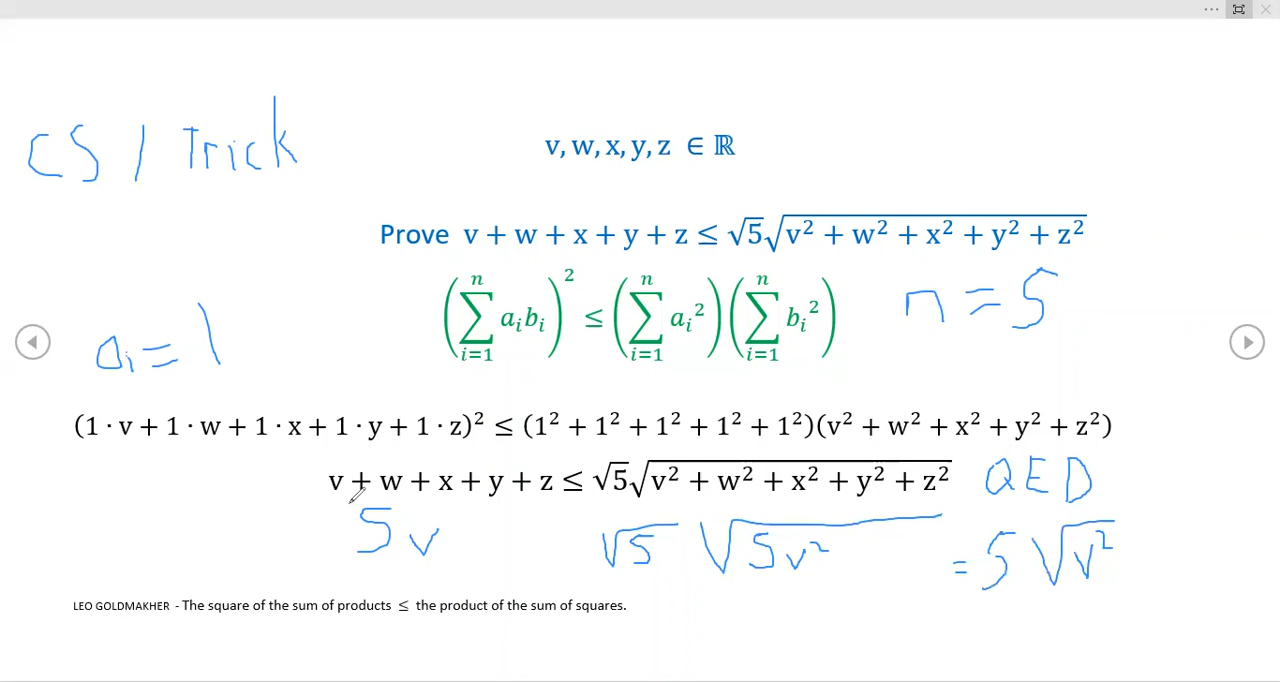 CS / Trick
v, w, x, y, z ∈ ℝ
Prove v + w + x + y + z ≤ √5√(v² + w² + x² + y² + z²)
(∑ᵢ₌₁ⁿ aᵢbᵢ)² ≤ (∑ᵢ₌₁ⁿ aᵢ²)(∑ᵢ₌₁ⁿ bᵢ²) n = 5
aᵢ = 1
(1 · v + 1 · w + 1 · x + 1 · y + 1 · z)² ≤ (1² + 1² + 1² + 1² + 1²)(v² + w² + x² + y² + z²)
v + w + x + y + z ≤ √5√(v² + w² + x² + y² + z²) QED
5v √5 √(5v²) = 5√(v²)
LEO GOLDMAKHER - The square of the sum of products ≤ the product of the sum of squares.